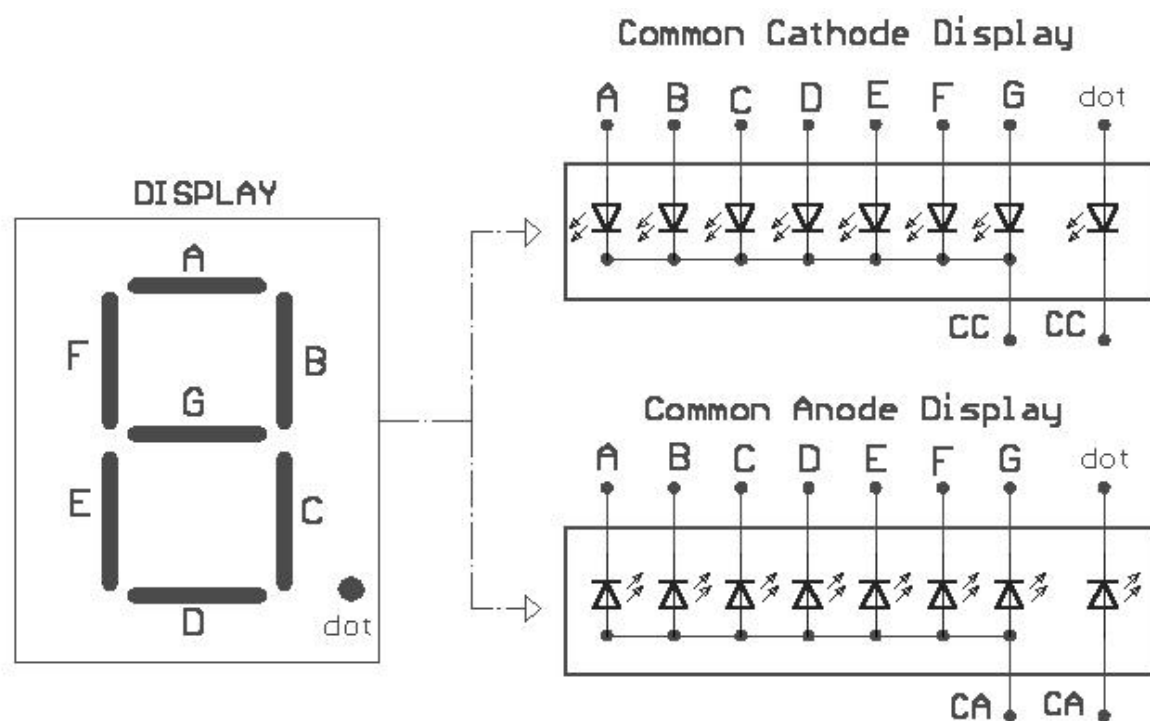 Common Cathode Display
A B C D E F G dot
CC CC
DISPLAY
A
F B
G
E C
D
dot
Common Anode Display
A B C D E F G dot
CA CA